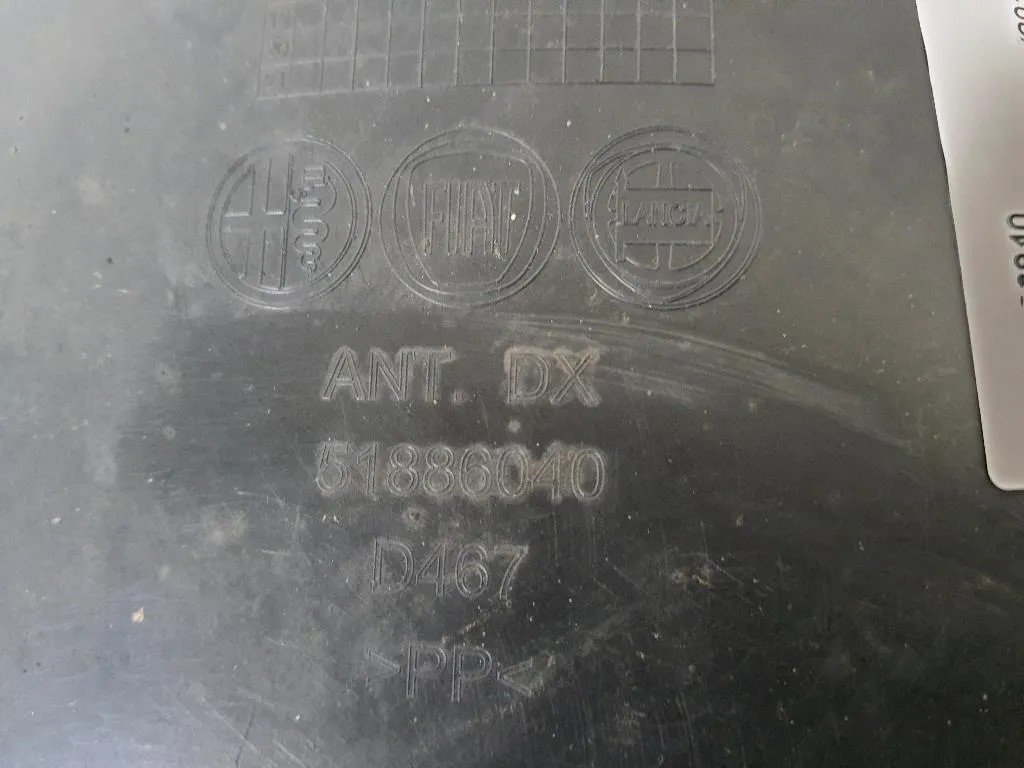 FIAT
LANCIA
ANT. DX
51886040
D467
>PP<